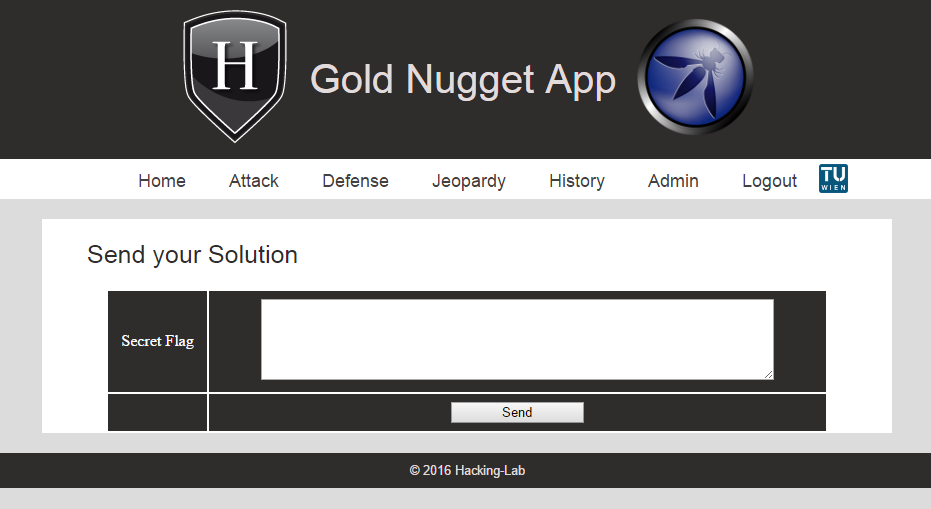 H
Gold Nugget App
Home Attack Defense Jeopardy History Admin Logout TU
WIEN
Send your Solution
Secret Flag
Send
© 2016 Hacking-Lab